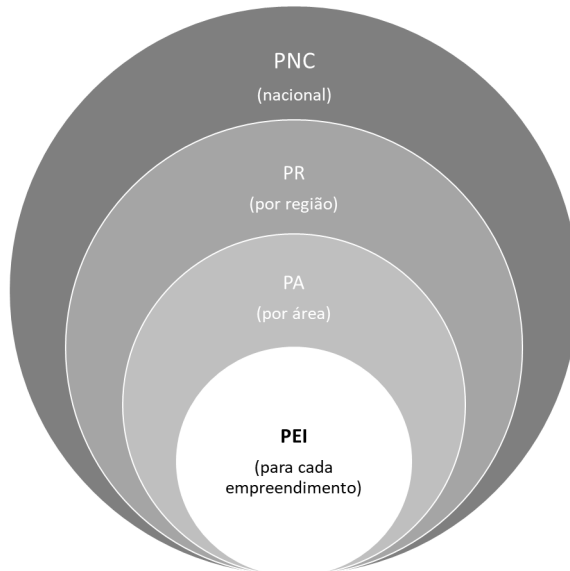 PNC
(nacional)
PR
(por região)
PA
(por área)
PEI
(para cada
empreendimento)